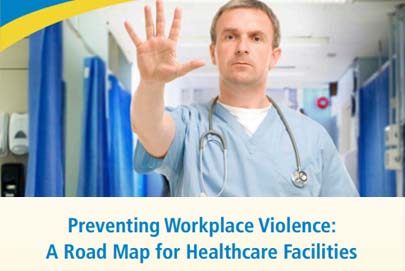 Preventing Workplace Violence:
A Road Map for Healthcare Facilities